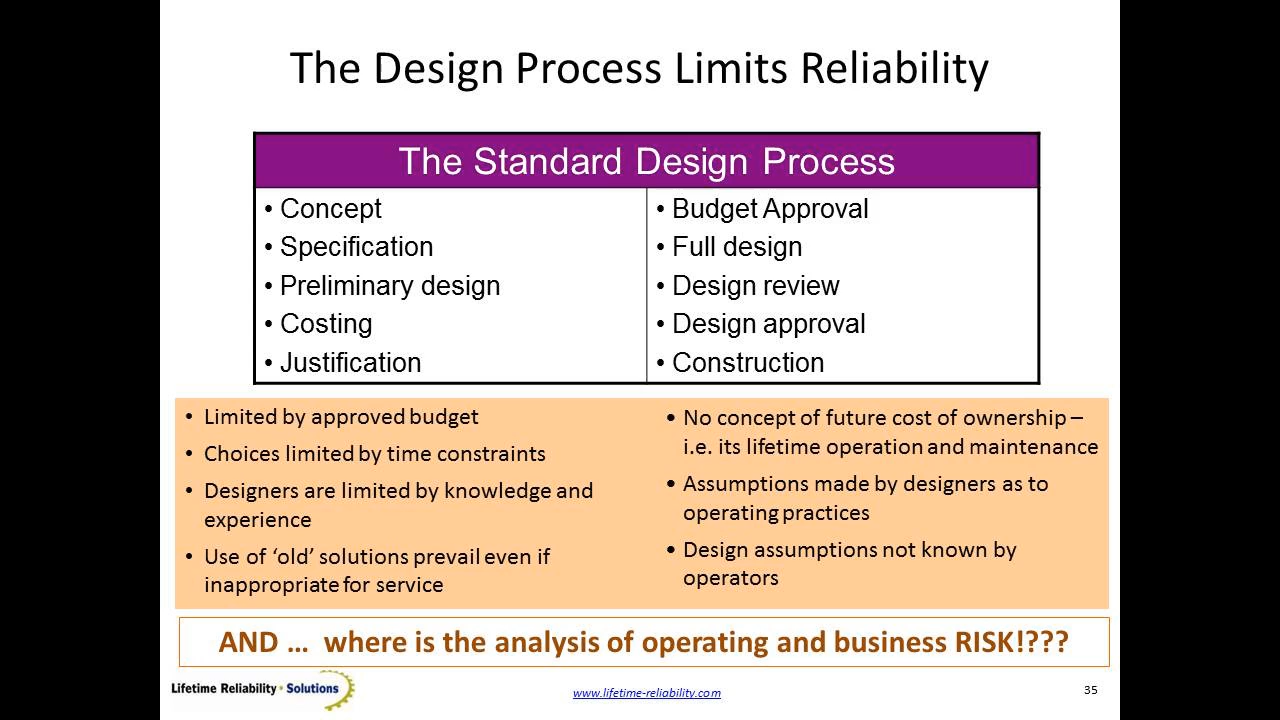 The Design Process Limits Reliability
The Standard Design Process
• Concept
• Specification
• Preliminary design
• Costing
• Justification
• Budget Approval
• Full design
• Design review
• Design approval
• Construction
• Limited by approved budget
• Choices limited by time constraints
• Designers are limited by knowledge and
experience
• Use of ‘old’ solutions prevail even if
inappropriate for service
• No concept of future cost of ownership –
i.e. its lifetime operation and maintenance
• Assumptions made by designers as to
operating practices
• Design assumptions not known by
operators
AND … where is the analysis of operating and business RISK!???
Lifetime Reliability • Solutions
www.lifetime-reliability.com
35